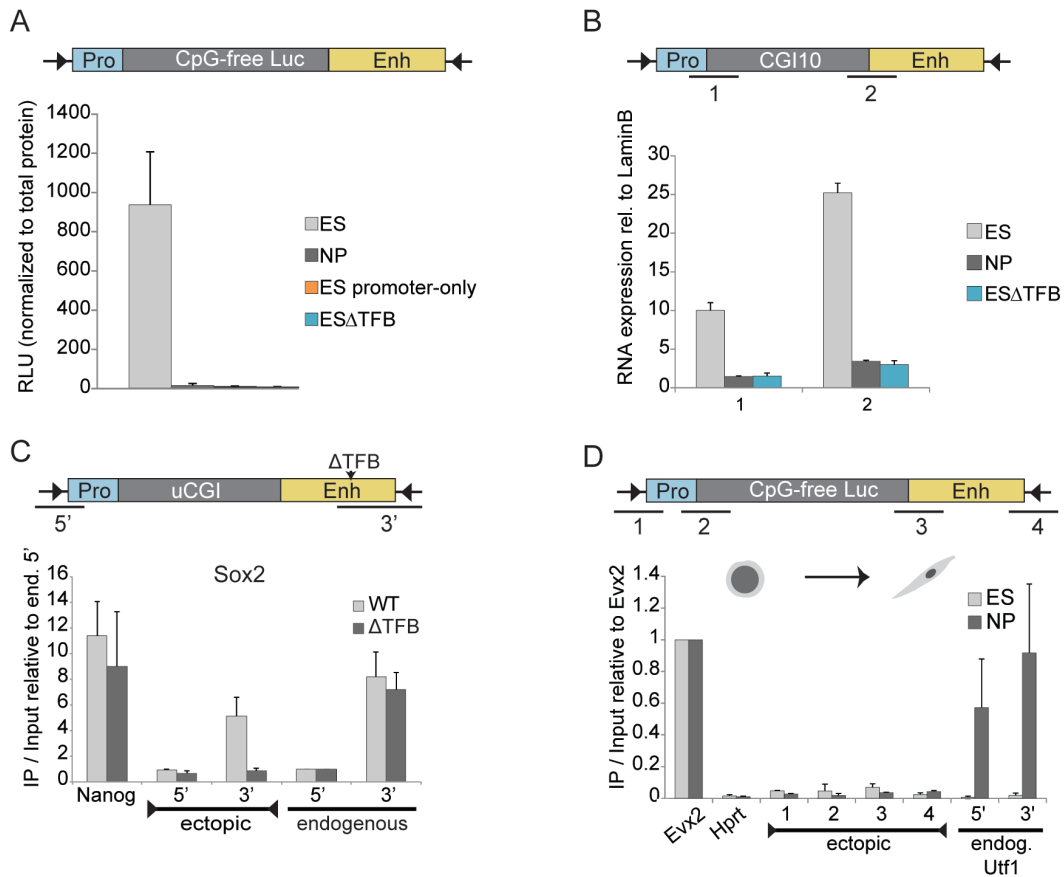 A
Pro CpG-free Luc Enh
RLU (normalized to total protein)
1400
1200
1000
800
600
400
200
0
ES
NP
ES promoter-only
ESΔTFB
B
Pro CGI10 Enh
1 2
RNA expression rel. to LaminB
30
25
20
15
10
5
0
ES
NP
ESΔTFB
1 2
C
ΔTFB
Pro uCGI Enh
5’ 3’
Sox2
IP / Input relative to end. 5’
16
14
12
10
8
6
4
2
0
WT
ΔTFB
Nanog 5’ 3’ 5’ 3’
ectopic endogenous
D
Pro CpG-free Luc Enh
1 2 3 4
IP / Input relative to Evx2
1.4
1.2
1
0.8
0.6
0.4
0.2
0
ES
NP
Evx2 Hprt 1 2 3 4 5' 3'
ectopic endog.
Utf1